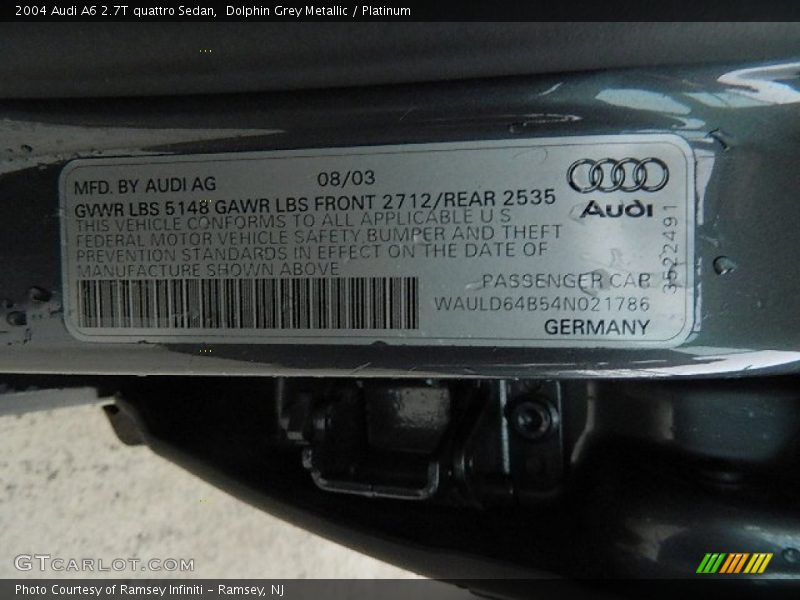 2004 Audi A6 2.7T quattro Sedan,  Dolphin Grey Metallic / Platinum
MFD. BY AUDI AG 08/03
GVWR LBS 5148 GAWR LBS FRONT 2712/REAR 2535
THIS VEHICLE CONFORMS TO ALL APPLICABLE U S
FEDERAL MOTOR VEHICLE SAFETY BUMPER AND THEFT
PREVENTION STANDARDS IN EFFECT ON THE DATE OF
MANUFACTURE SHOWN ABOVE
Audi
3522491
PASSENGER CAR
WAULD64B54N021786
GERMANY
GTCARLOT.COM
Photo Courtesy of Ramsey Infiniti - Ramsey, NJ